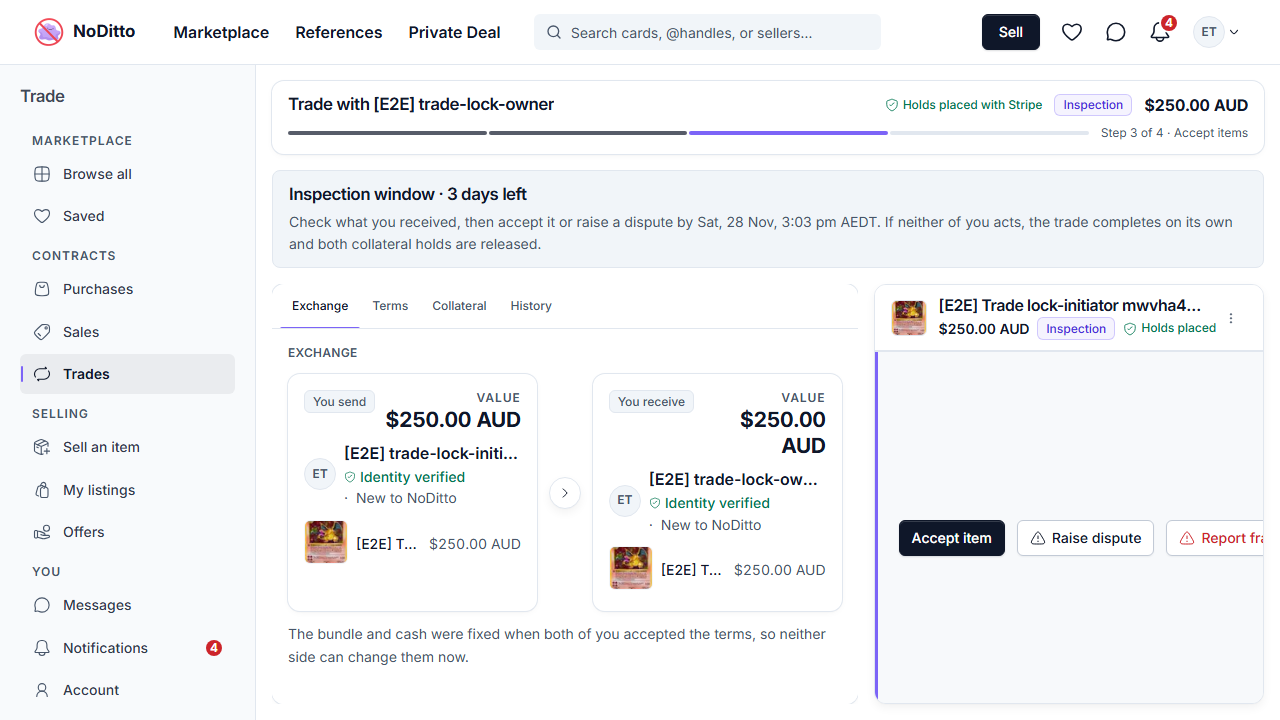 NoDitto
Marketplace
References
Private Deal
Search cards, @handles, or sellers...
Sell
4
ET
Trade
MARKETPLACE
Browse all
Saved
CONTRACTS
Purchases
Sales
Trades
SELLING
Sell an item
My listings
Offers
YOU
Messages
Notifications
4
Account
Trade with [E2E] trade-lock-owner
Holds placed with Stripe
Inspection
$250.00 AUD
Step 3 of 4 · Accept items
Inspection window · 3 days left
Check what you received, then accept it or raise a dispute by Sat, 28 Nov, 3:03 pm AEDT. If neither of you acts, the trade completes on its own
and both collateral holds are released.
Exchange
Terms
Collateral
History
EXCHANGE
You send
VALUE
$250.00 AUD
ET
[E2E] trade-lock-initi...
Identity verified
· New to NoDitto
[E2E] T...
$250.00 AUD
You receive
VALUE
$250.00
AUD
ET
[E2E] trade-lock-ow...
Identity verified
· New to NoDitto
[E2E] T...
$250.00 AUD
The bundle and cash were fixed when both of you accepted the terms, so neither
side can change them now.
[E2E] Trade lock-initiator mwvha4...
$250.00 AUD
Inspection
Holds placed
Accept item
Raise dispute
Report fra